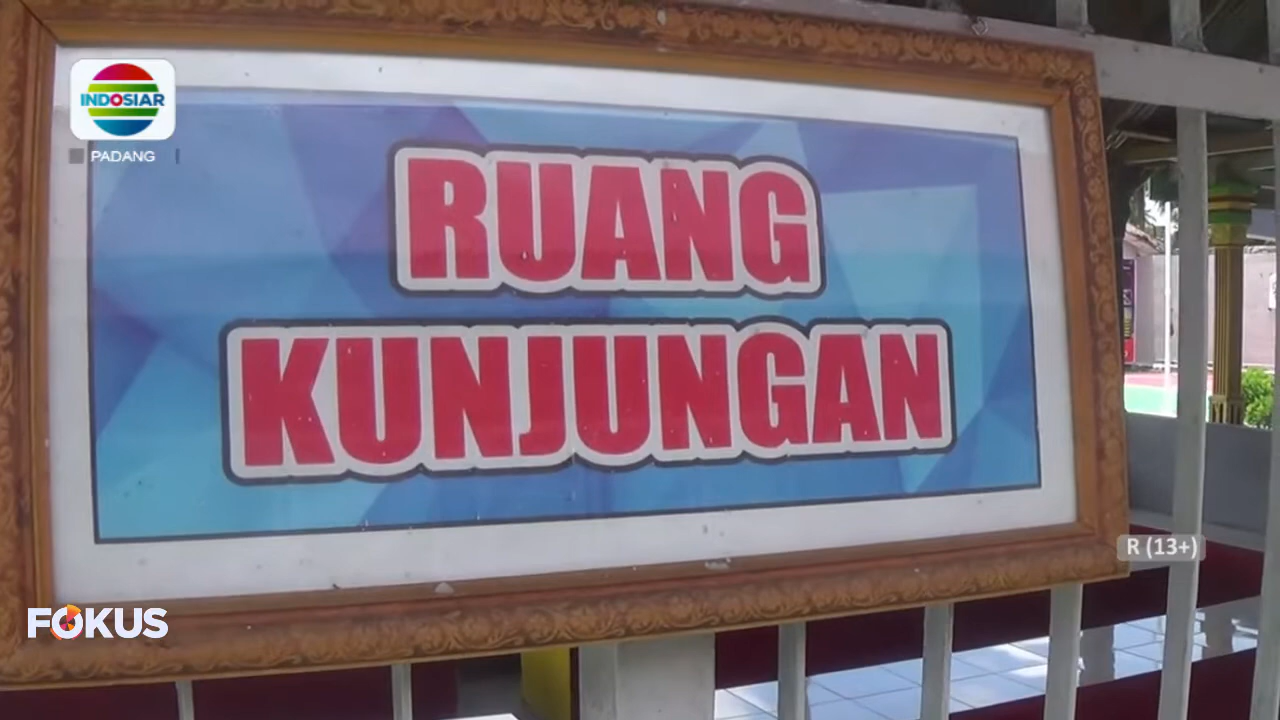 INDOSIAR
PADANG
RUANG
KUNJUNGAN
R (13+)
FOKUS